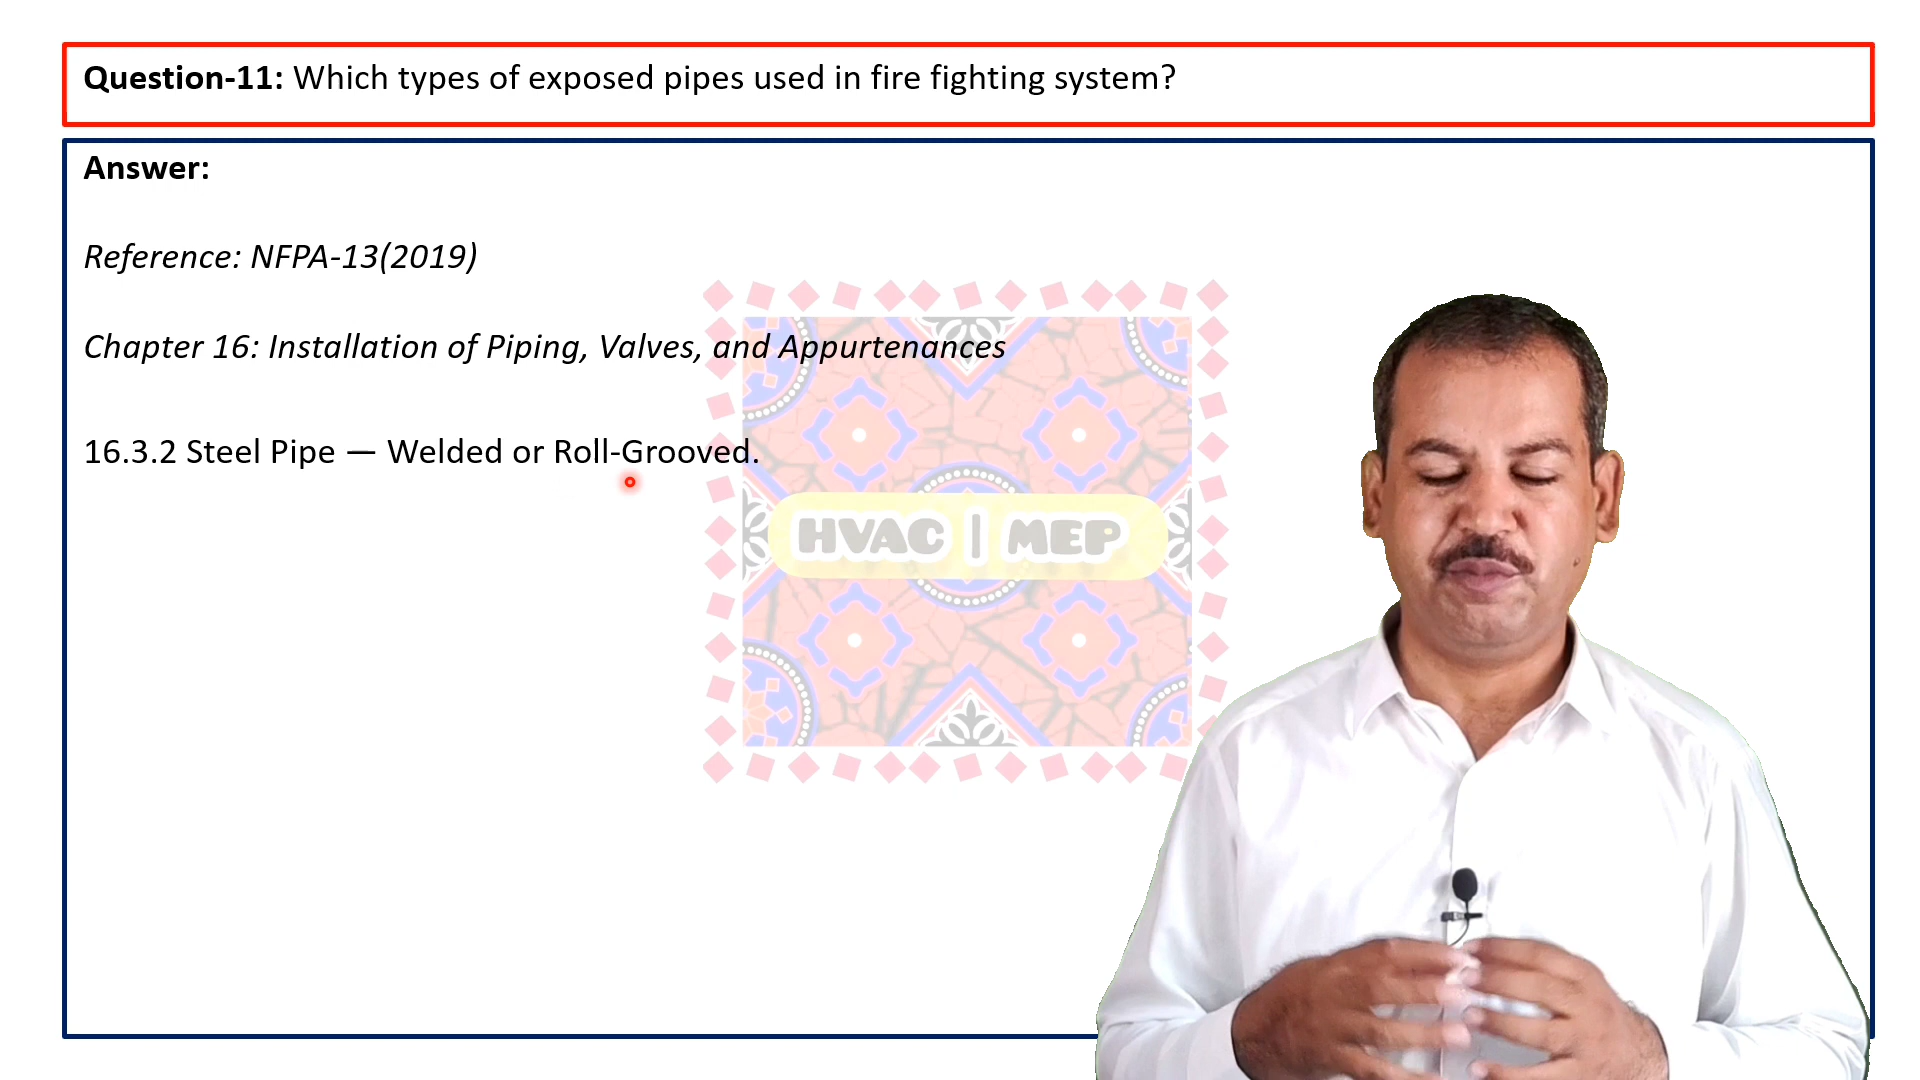 Question-11: Which types of exposed pipes used in fire fighting system?
Answer:
Reference: NFPA-13(2019)
Chapter 16: Installation of Piping, Valves, and Appurtenances
16.3.2 Steel Pipe — Welded or Roll-Grooved.
HVAC | MEP